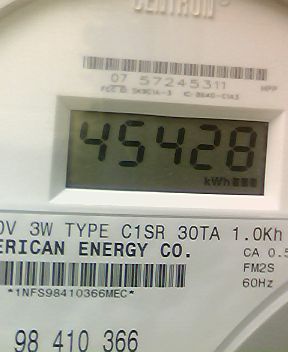 CENTRON
07 57245311
45428
kWh
0V 3W TYPE C1SR 30TA 1.0Kh
ERICAN ENERGY CO.
CA 0.5
FM2S
*1NFS98410366MEC*
60Hz
98 410 366